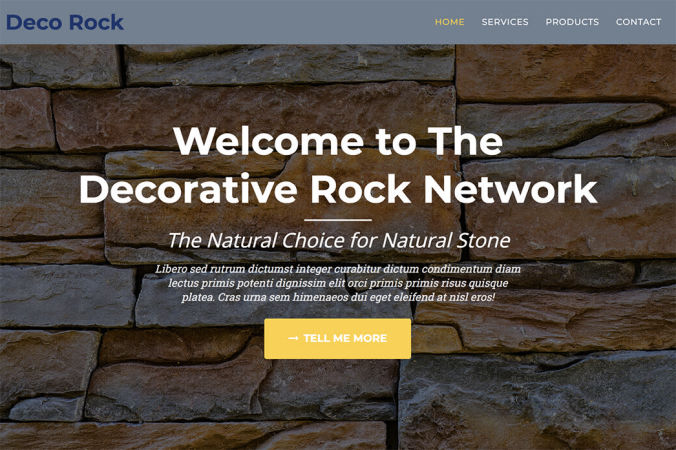 Deco Rock
HOME SERVICES PRODUCTS CONTACT
Welcome to The
Decorative Rock Network
The Natural Choice for Natural Stone
Libero sed rutrum dictumst integer curabitur dictum condimentum diam
lectus primis potenti dignissim elit orci primis primis risus quisque
platea. Cras urna sem himenaeos dui eget eleifend at nisl eros!
→ TELL ME MORE